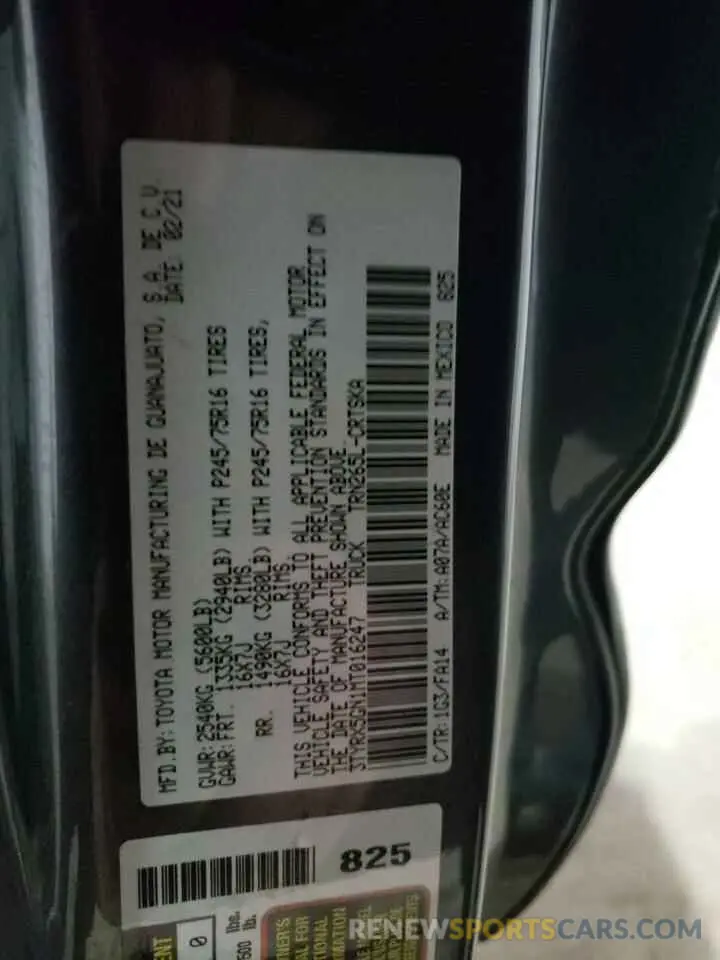 MFD.BY: TOYOTA MOTOR MANUFACTURING DE GUANAJUATO, S.A. DE C.V.
DATE: 02/21
GVWR: 2540KG (5600LB)
GAWR: FRT. 1335KG (2940LB) WITH P245/75R16 TIRES
16X7J RIMS,
RR. 1490KG (3280LB) WITH P245/75R16 TIRES,
16X7J RIMS.
THIS VEHICLE CONFORMS TO ALL APPLICABLE FEDERAL MOTOR
VEHICLE SAFETY AND THEFT PREVENTION STANDARDS IN EFFECT ON
THE DATE OF MANUFACTURE SHOWN ABOVE.
3TYRX5GN1MT016247 TRUCK TRN265L-CRTSKA
C/TR: 1G3/FA14 A/TM: A07A/AC60E MADE IN MEXICO 825
825
0
lbs.
lb.
RENEWSPORTSCARS.COM